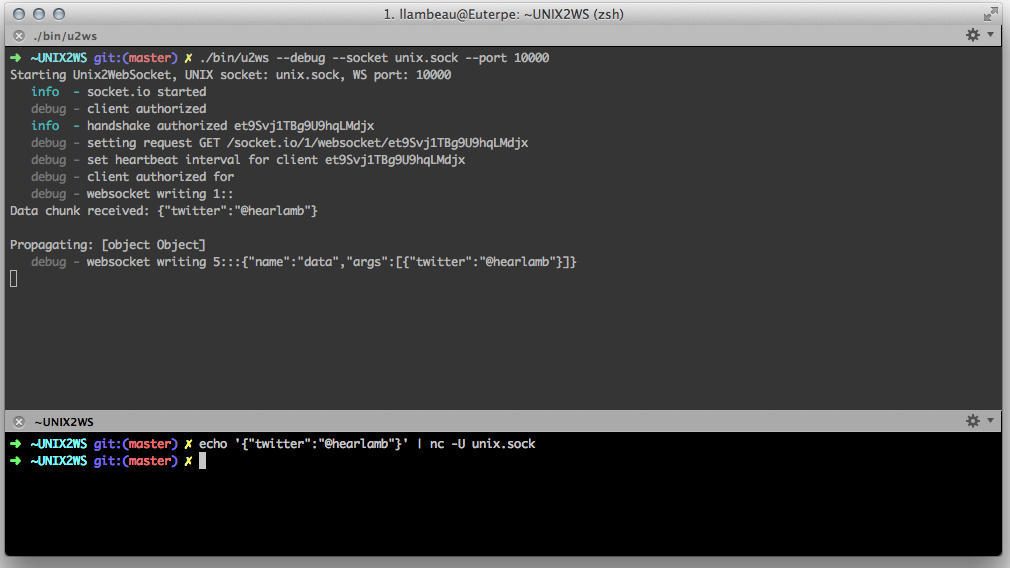 1. llambeau@Euterpe: ~UNIX2WS (zsh)
./bin/u2ws
➜ ~UNIX2WS git:(master) ✗ ./bin/u2ws --debug --socket unix.sock --port 10000
Starting Unix2WebSocket, UNIX socket: unix.sock, WS port: 10000
info - socket.io started
debug - client authorized
info - handshake authorized et9Svj1TBg9U9hqLMdjx
debug - setting request GET /socket.io/1/websocket/et9Svj1TBg9U9hqLMdjx
debug - set heartbeat interval for client et9Svj1TBg9U9hqLMdjx
debug - client authorized for
debug - websocket writing 1::
Data chunk received: {"twitter":"@hearlamb"}
Propagating: [object Object]
debug - websocket writing 5:::{"name":"data","args":[{"twitter":"@hearlamb"}]}
~UNIX2WS
➜ ~UNIX2WS git:(master) ✗ echo '{"twitter":"@hearlamb"}' | nc -U unix.sock
➜ ~UNIX2WS git:(master) ✗